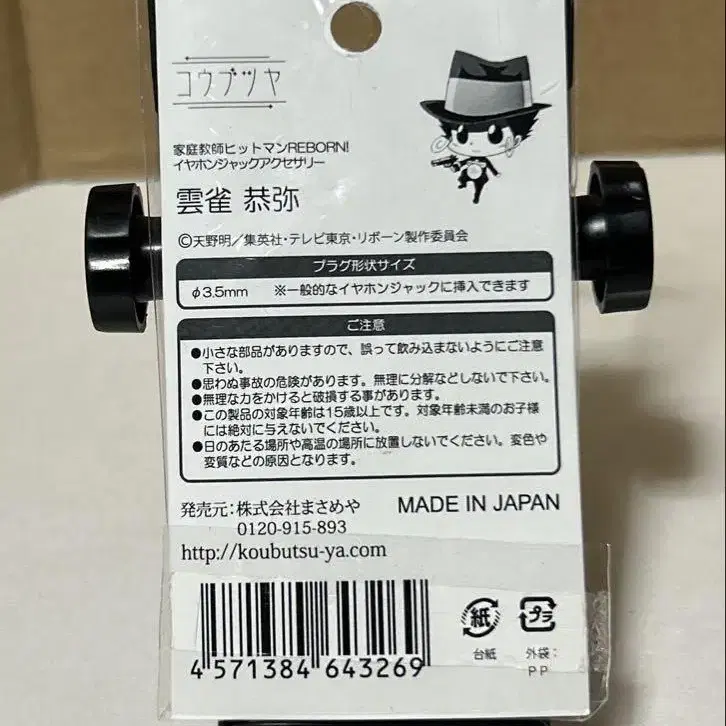 コウブツヤ
家庭教師ヒットマンREBORN!
イヤホンジャックアクセサリー
雲雀 恭弥
©天野明／集英社・テレビ東京・リボーン製作委員会
プラグ形状サイズ
φ3.5mm ※一般的なイヤホンジャックに挿入できます
ご注意
●小さな部品がありますので、誤って飲み込まないようにご注意
下さい。
●思わぬ事故の危険があります。無理に分解などしないで下さい。
●無理な力をかけると破損する事があります。
●この製品の対象年齢は15歳以上です。対象年齢未満のお子様
には絶対に与えないでください。
●日のあたる場所や高温の場所に放置しないでください。変色や
変質などの原因となります。
発売元：株式会社まさめや
MADE IN JAPAN
0120-915-893
http://koubutsu-ya.com
4 571384 643269
紙
台紙
プラ
外袋：
PP